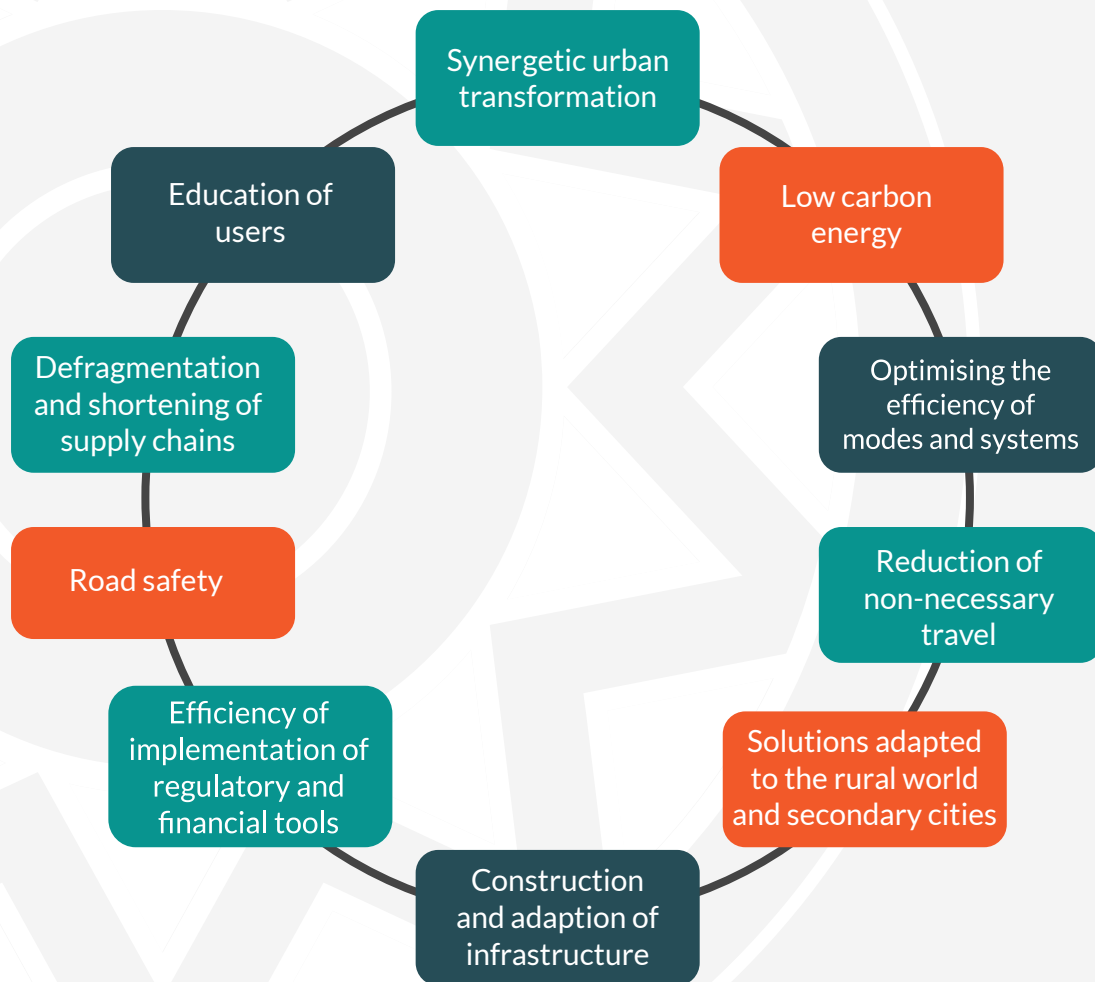 Synergetic urban
transformation
Low carbon
energy
Optimising the
efficiency of
modes and systems
Reduction of
non-necessary
travel
Solutions adapted
to the rural world
and secondary cities
Construction
and adaption of
infrastructure
Efficiency of
implementation of
regulatory and
financial tools
Road safety
Defragmentation
and shortening of
supply chains
Education of
users